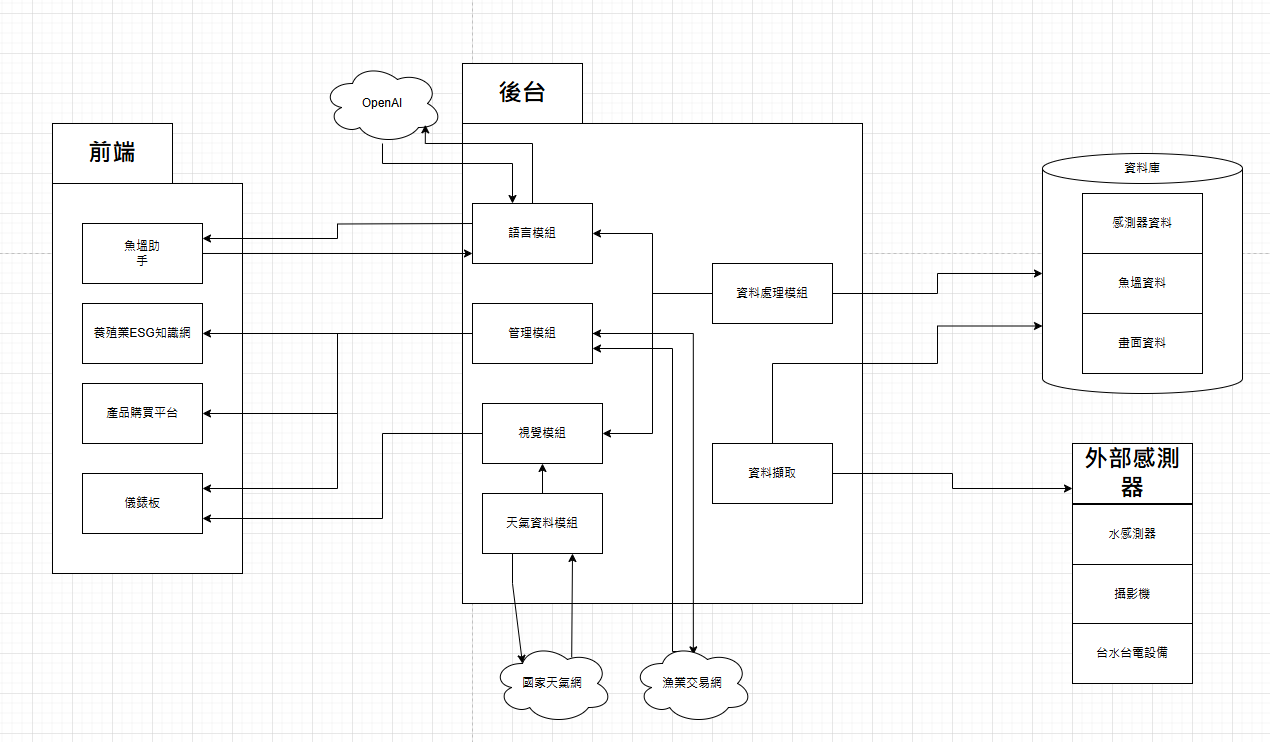 OpenAI
後台
前端
資料庫
感測器資料
魚塭助
手
語言模組
魚塭資料
資料處理模組
養殖業ESG知識網
管理模組
畫面資料
產品購買平台
視覺模組
資料擷取
外部感測
器
儀錶板
天氣資料模組
水感測器
攝影機
台水台電設備
國家天氣網
漁業交易網